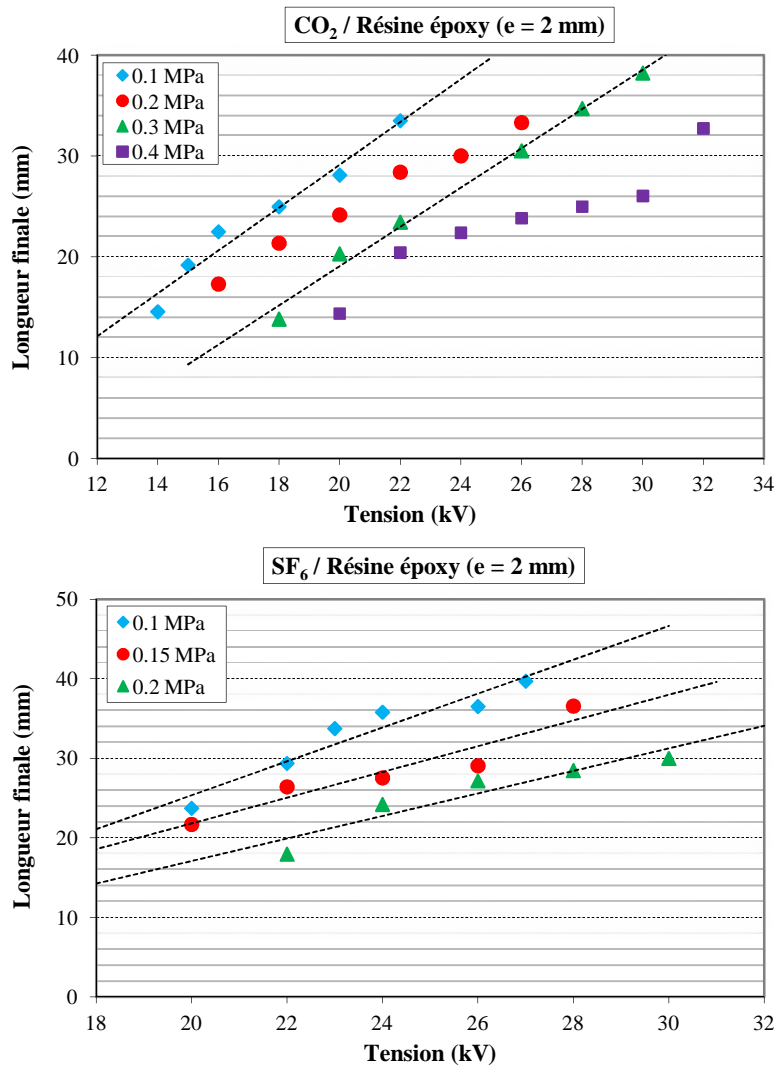 CO₂ / Résine époxy (e = 2 mm)
40
30
20
10
0
Longueur finale (mm)
0.1 MPa
0.2 MPa
0.3 MPa
0.4 MPa
12 14 16 18 20 22 24 26 28 30 32 34
Tension (kV)
SF₆ / Résine époxy (e = 2 mm)
50
40
30
20
10
0
Longueur finale (mm)
0.1 MPa
0.15 MPa
0.2 MPa
18 20 22 24 26 28 30 32
Tension (kV)